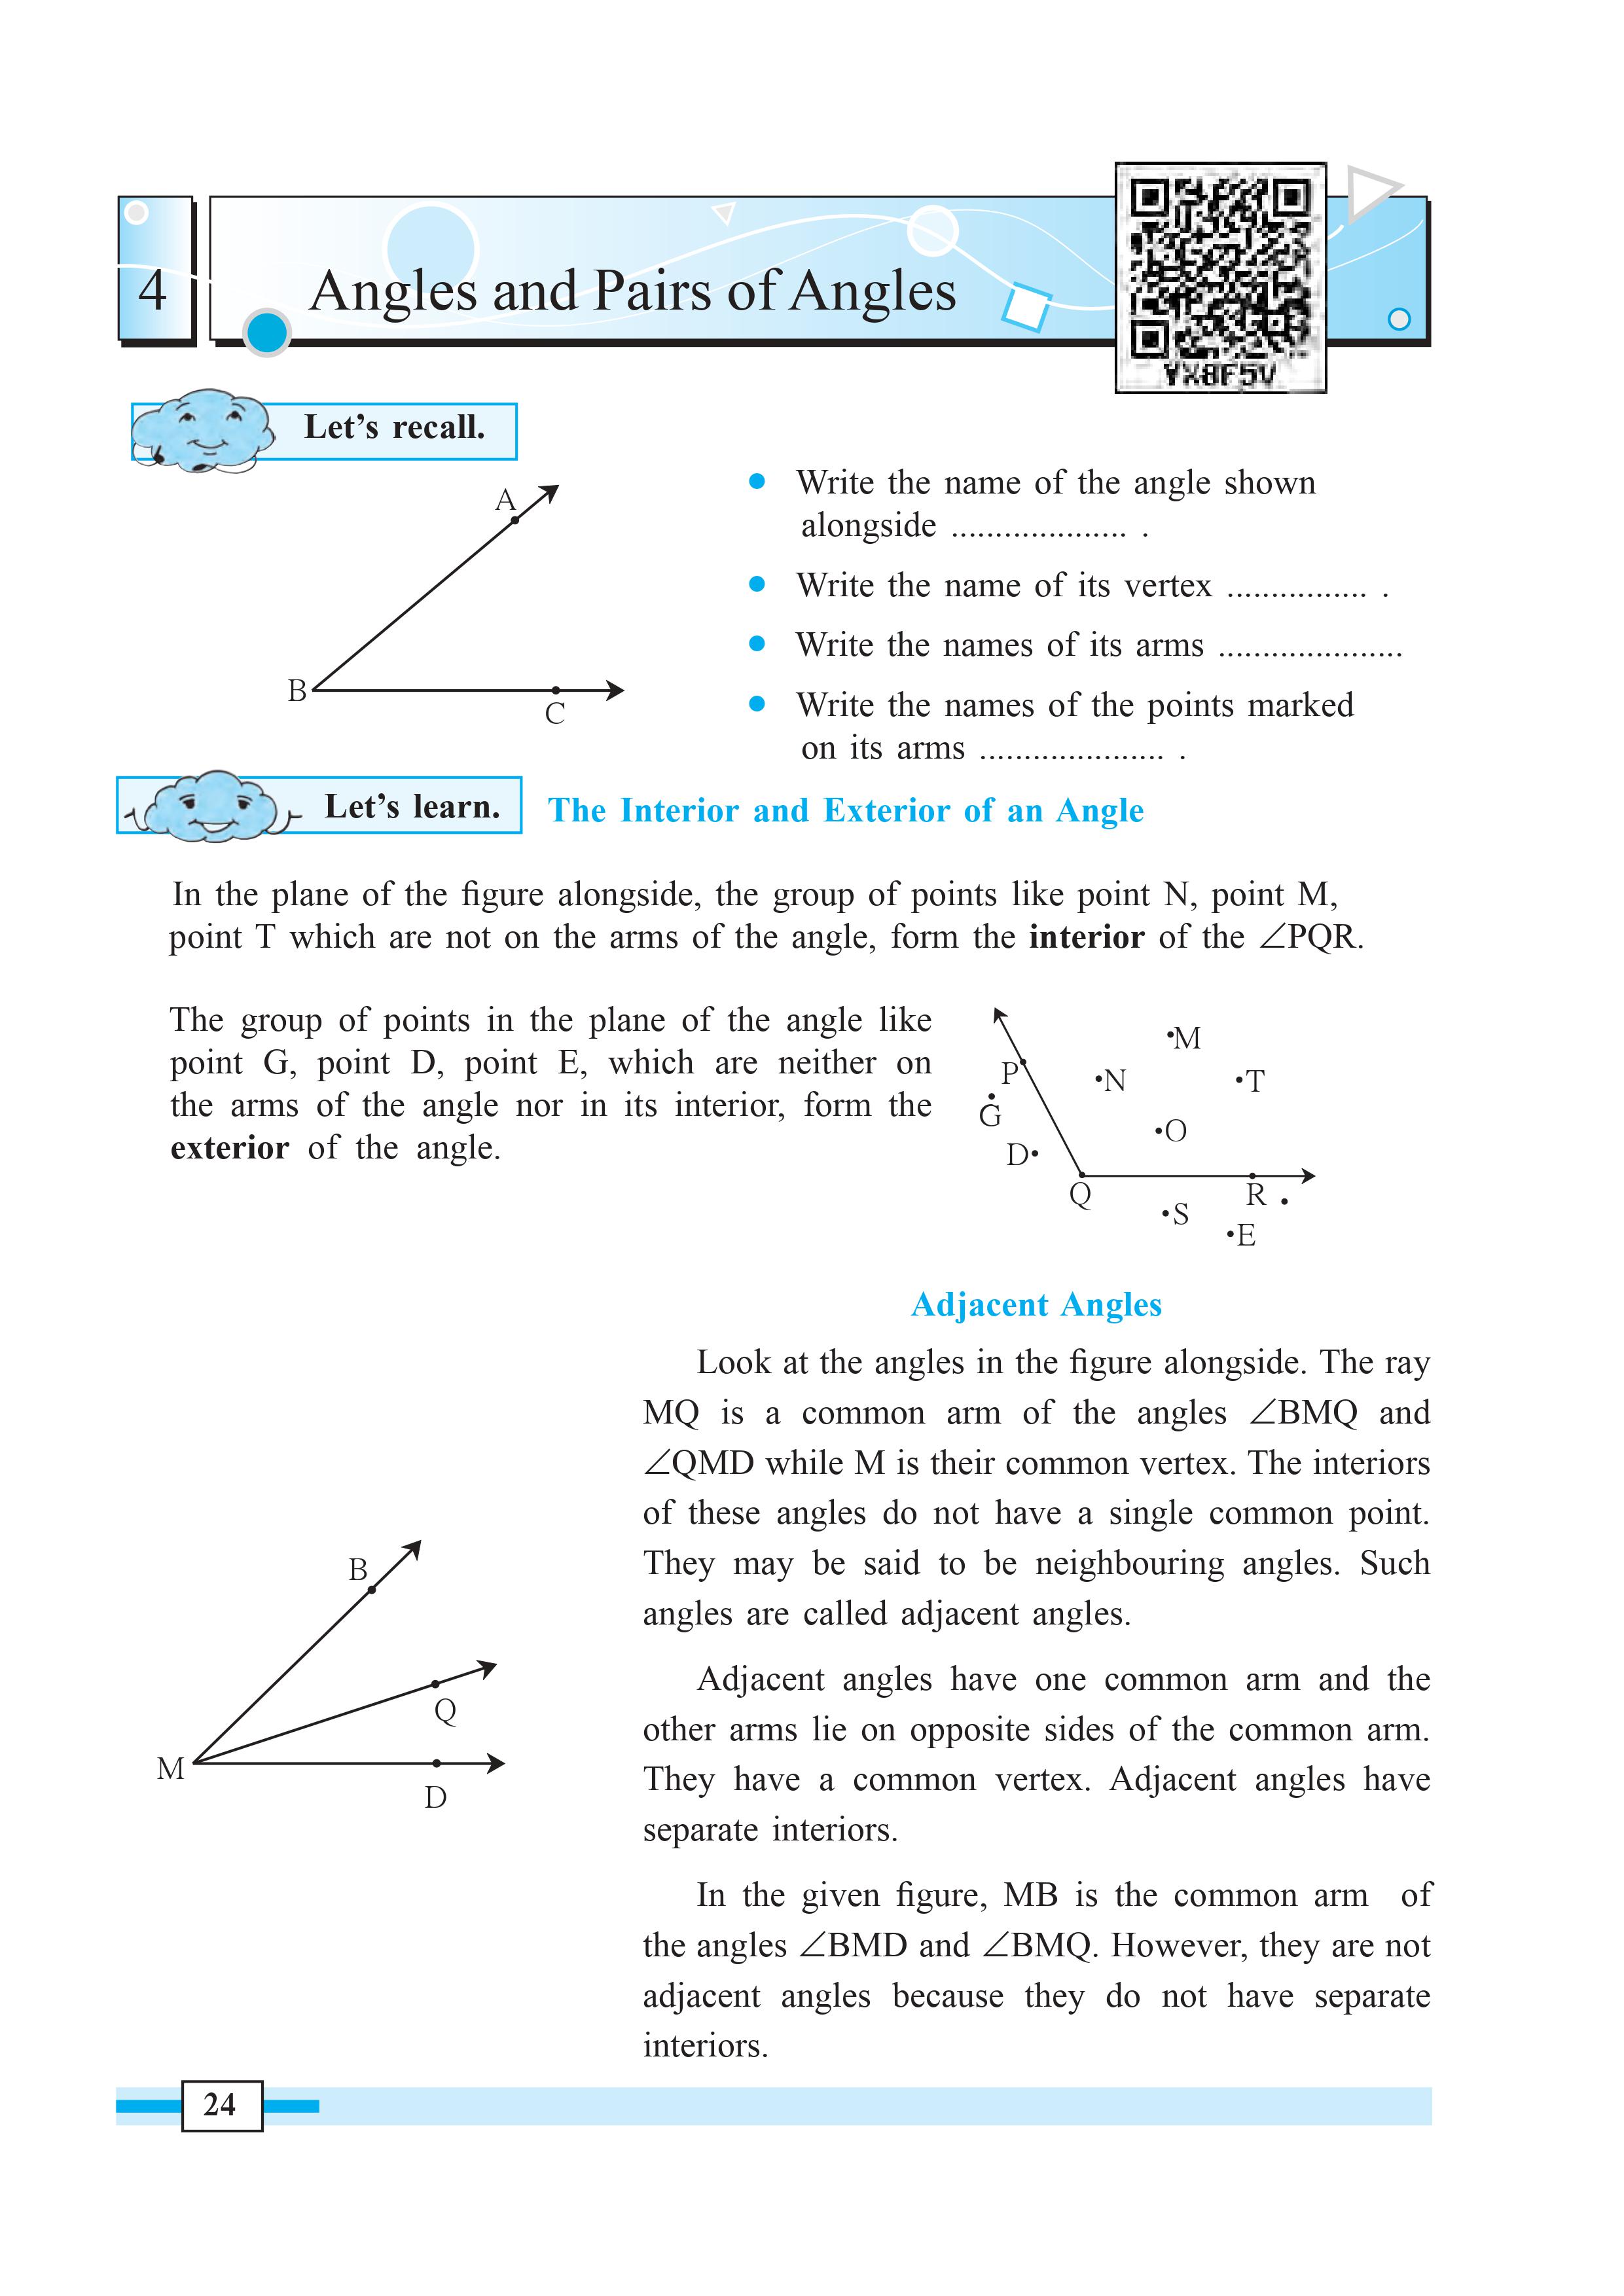 4
Angles and Pairs of Angles
YX8F5V
Let’s recall.
A
B
C
• Write the name of the angle shown
alongside .................... .
• Write the name of its vertex ................ .
• Write the names of its arms .....................
• Write the names of the points marked
on its arms ..................... .
Let’s learn.
The Interior and Exterior of an Angle
In the plane of the figure alongside, the group of points like point N, point M,
point T which are not on the arms of the angle, form the interior of the ∠PQR.
The group of points in the plane of the angle like
point G, point D, point E, which are neither on
the arms of the angle nor in its interior, form the
exterior of the angle.
M
P
N
T
G
O
D
Q
R
S
E
Adjacent Angles
Look at the angles in the figure alongside. The ray
MQ is a common arm of the angles ∠BMQ and
∠QMD while M is their common vertex. The interiors
of these angles do not have a single common point.
They may be said to be neighbouring angles. Such
angles are called adjacent angles.
B
Q
M
D
Adjacent angles have one common arm and the
other arms lie on opposite sides of the common arm.
They have a common vertex. Adjacent angles have
separate interiors.
In the given figure, MB is the common arm of
the angles ∠BMD and ∠BMQ. However, they are not
adjacent angles because they do not have separate
interiors.
24